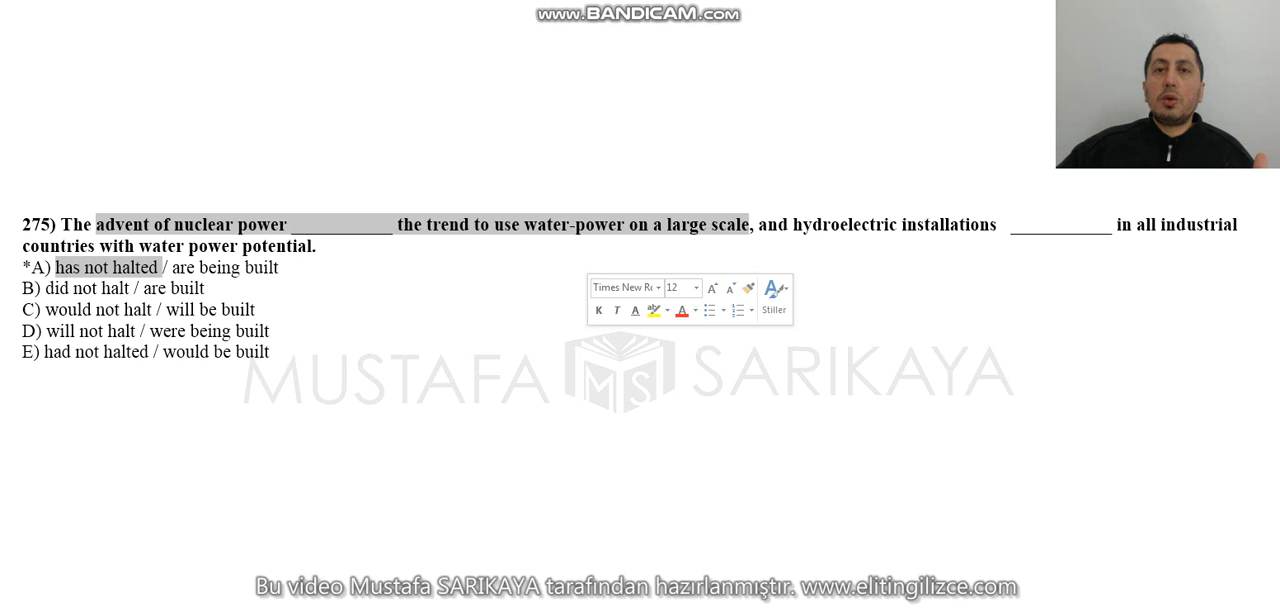 www.BANDICAM.com
275) The advent of nuclear power ____________ the trend to use water-power on a large scale, and hydroelectric installations ____________ in all industrial
countries with water power potential.
*A) has not halted / are being built
B) did not halt / are built
C) would not halt / will be built
D) will not halt / were being built
E) had not halted / would be built
Times New Ro 12 A A A
K T A ab A Stiller
MUSTAFA MS SARIKAYA
Bu video Mustafa SARIKAYA tarafından hazırlanmıştır. www.elitingilizce.com